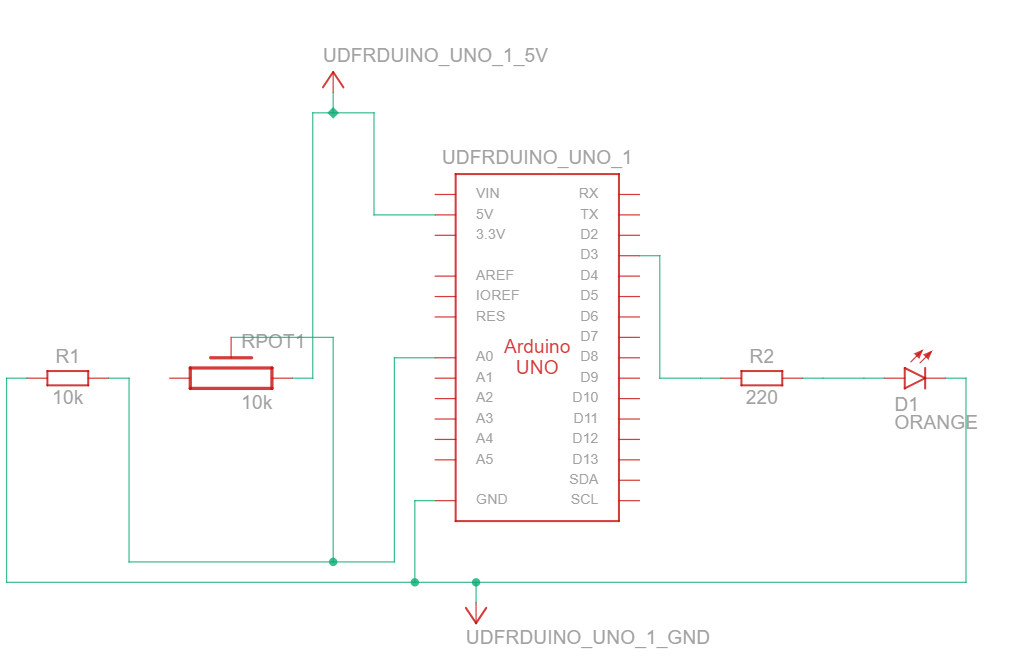 UDFRDUINO_UNO_1_5V
UDFRDUINO_UNO_1
VIN RX
5V TX
3.3V D2
D3
AREF D4
IOREF D5
RES D6
D7
Arduino
UNO
A0 D8
A1 D9
A2 D10
A3 D11
A4 D12
A5 D13
SDA
GND SCL
R1
10k
RPOT1
10k
R2
220
D1
ORANGE
UDFRDUINO_UNO_1_GND